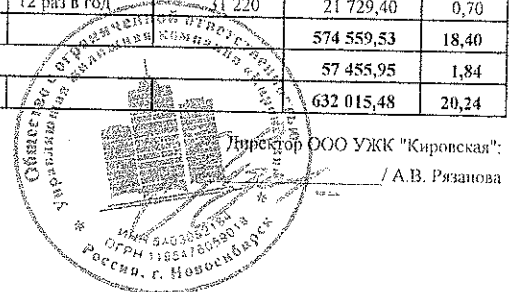 12 раз в год 31 220 21 729,40 0,70
574 559,53 18,40
57 455,95 1,84
632 015,48 20,24
Директор ООО УЖК "Кировская":
/ А.В. Рязанова
Общество с ограниченной ответственностью
Управляющая жилищная компания
ИНН
ОГРН
* Россия, г. Новосибирск *